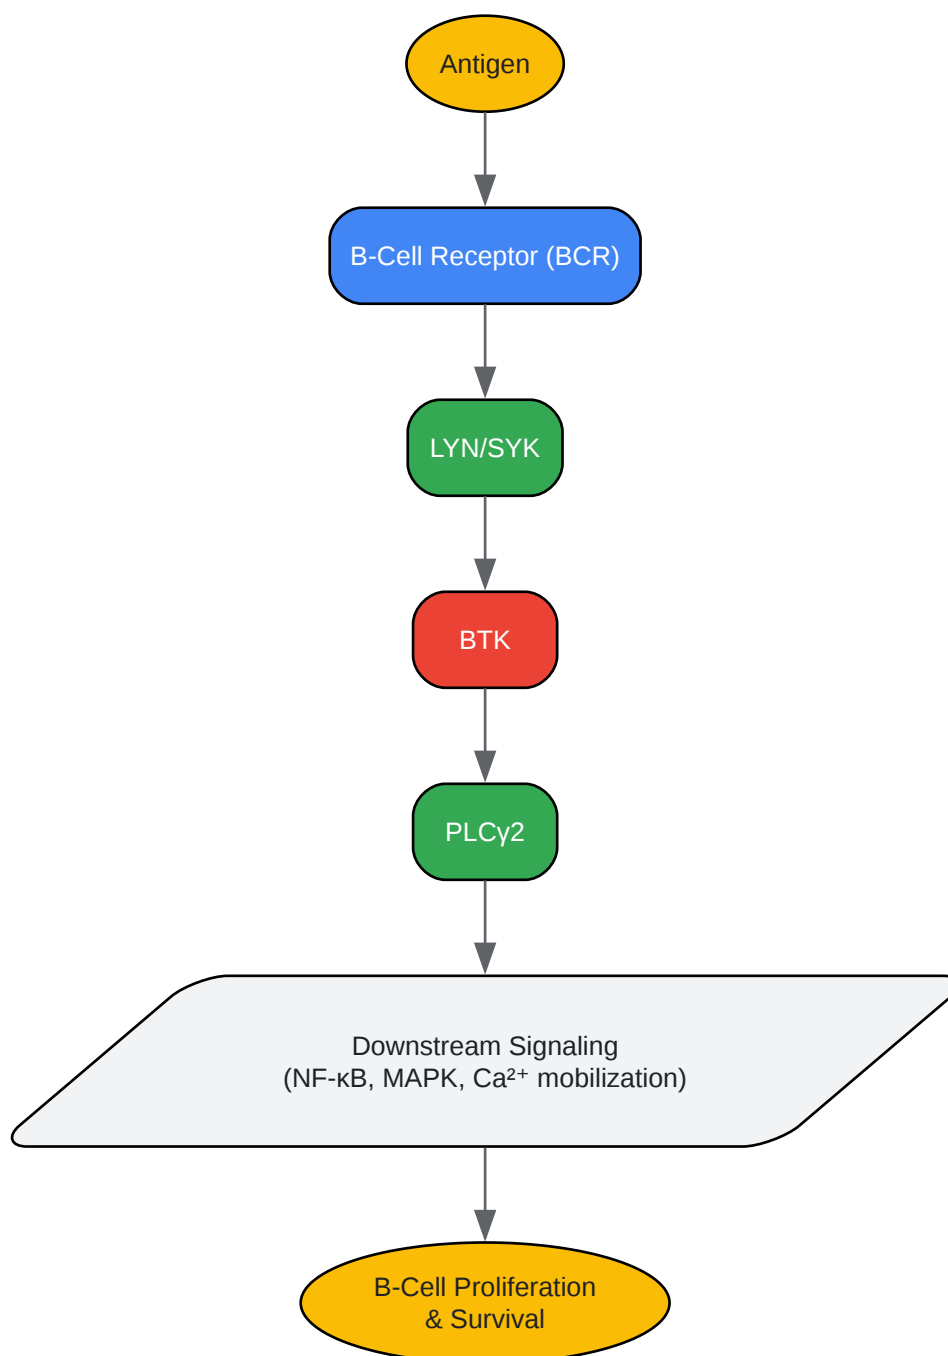 Antigen
B-Cell Receptor (BCR)
LYN/SYK
BTK
PLCγ2
Downstream Signaling
(NF-κB, MAPK, Ca²⁺ mobilization)
B-Cell Proliferation
& Survival